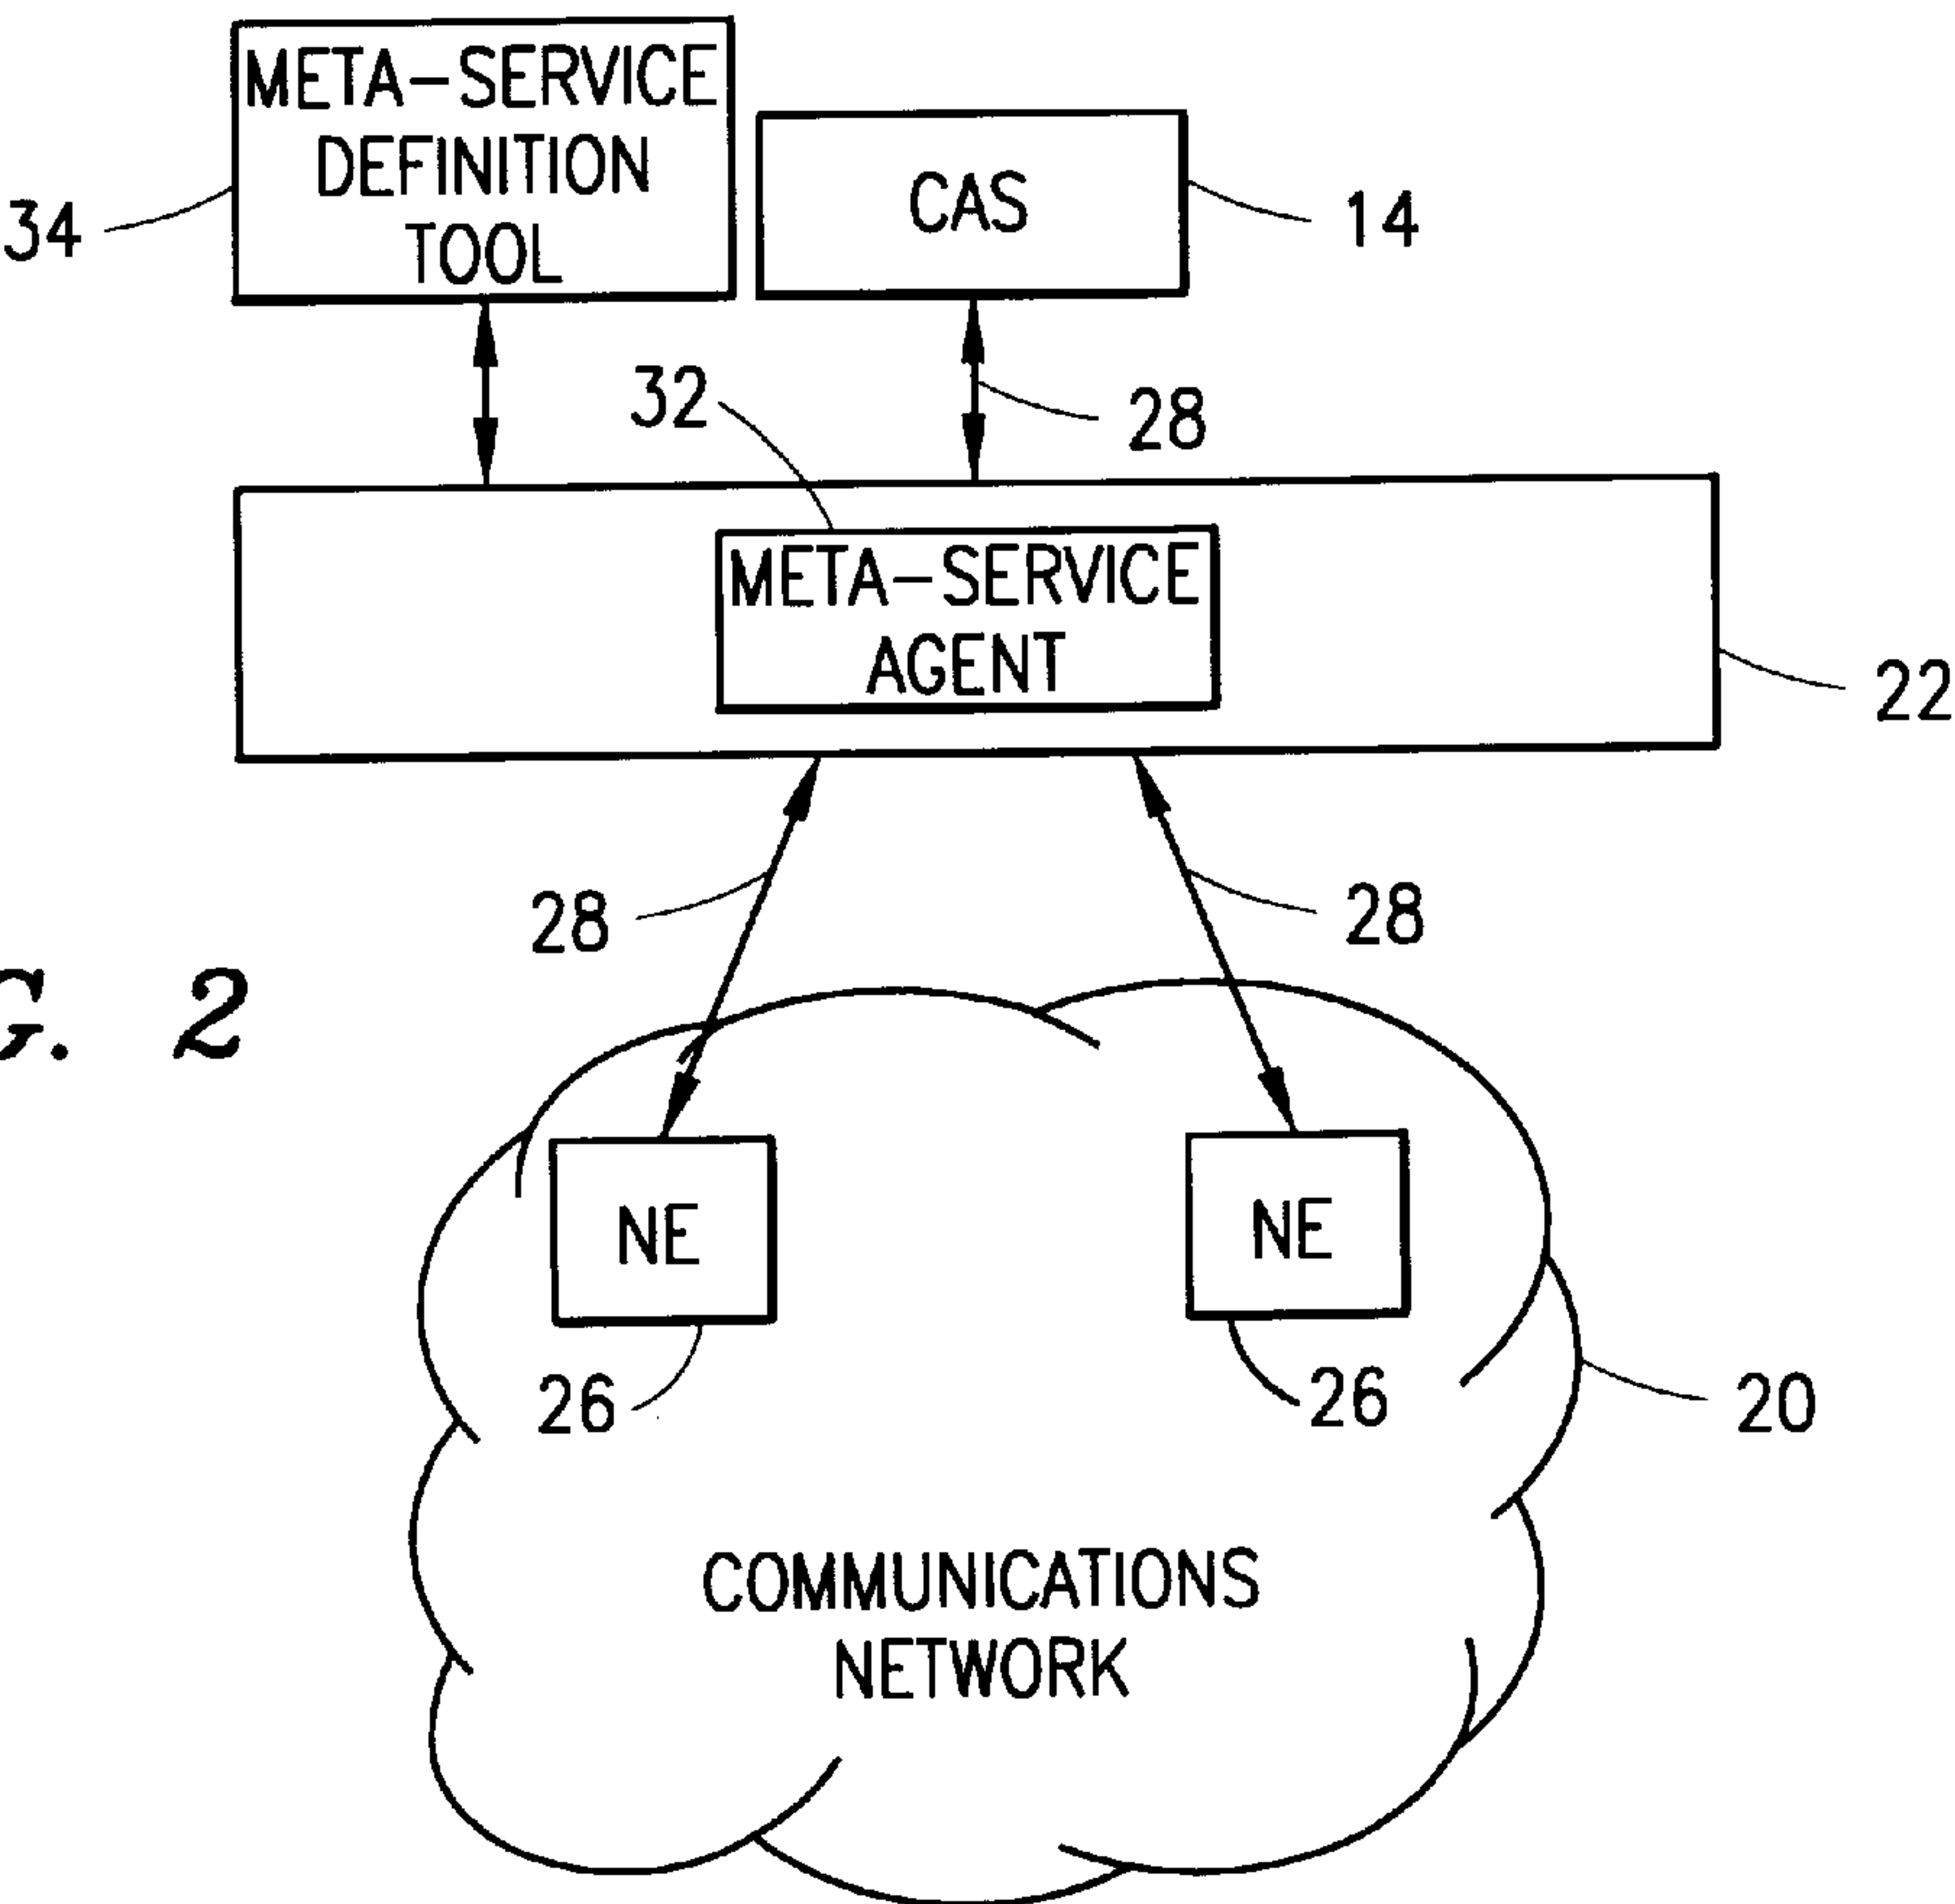 META-SERVICE
DEFINITION
TOOL
34
CAS
14
32
28
META-SERVICE
AGENT
22
28
28
G. 2
NE
NE
26
26
20
COMMUNICATIONS
NETWORK